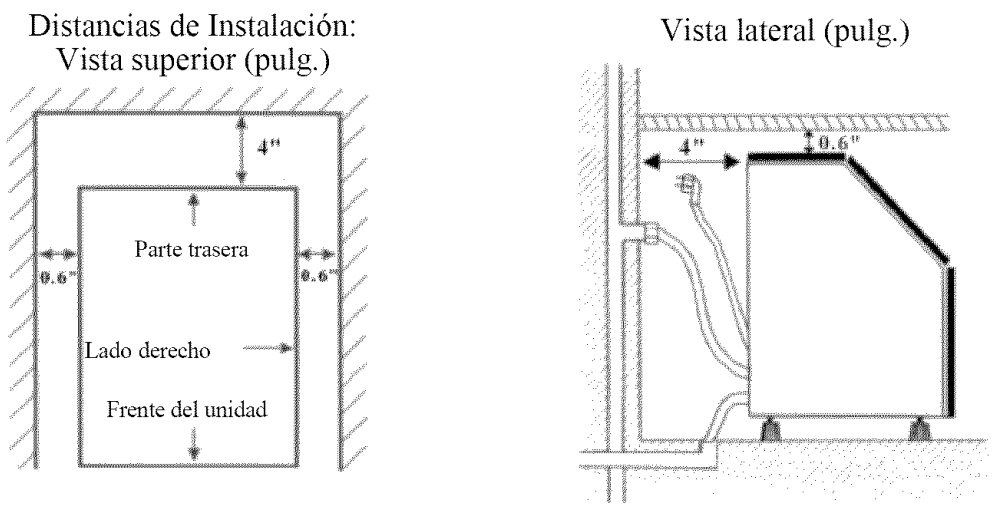 Distancias de Instalación:
Vista superior (pulg.)
4"
Parte trasera
0.6"
0.6"
Lado derecho
Frente del unidad
Vista lateral (pulg.)
0.6"
4"